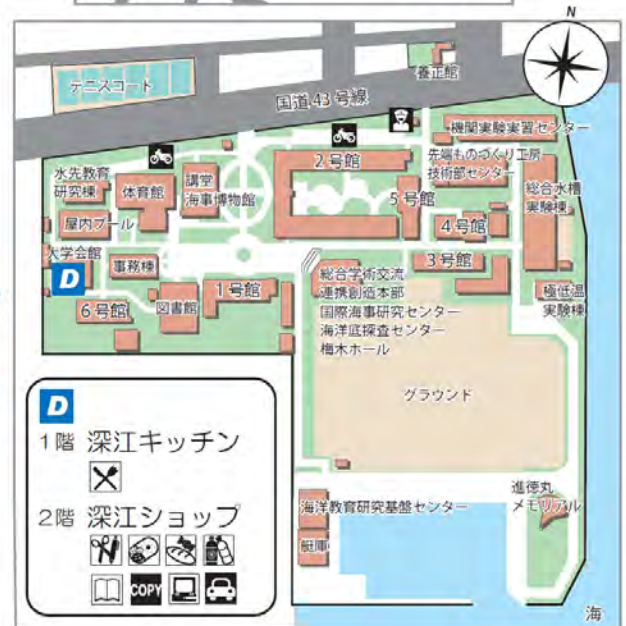 N
養正館
テニスコート
国道43号線
機関実験実習センター
2号館
先端ものづくり工房
技術部センター
水先教育
研究棟
体育館
講堂
海事博物館
総合水槽
実験棟
5号館
屋内プール
4号館
大学会館
D
事務棟
3号館
総合学術交流
連携創造本部
国際海事研究センター
海洋底探査センター
梅木ホール
1号館
極低温
実験棟
6号館
図書館
グラウンド
D
1階 深江キッチン
2階 深江ショップ
COPY
進徳丸
メモリアル
海洋教育研究基盤センター
艇庫
海